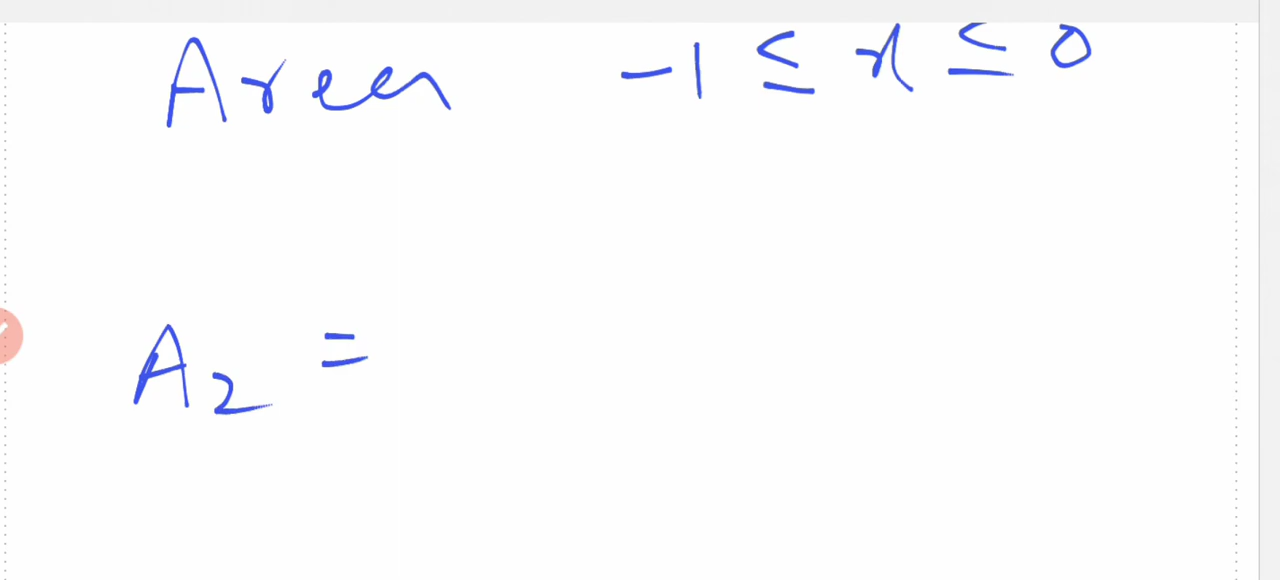 Area -1 ≤ x ≤ 0
A₂ =